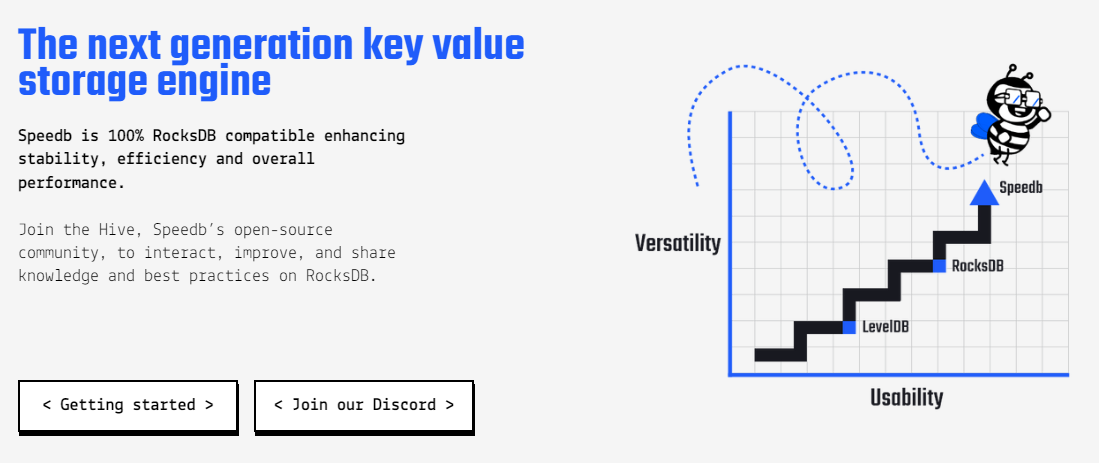 The next generation key value
storage engine
Speedb is 100% RocksDB compatible enhancing
stability, efficiency and overall
performance.
Join the Hive, Speedb's open-source
community, to interact, improve, and share
knowledge and best practices on RocksDB.
< Getting started >
< Join our Discord >
Speedb
Versatility
RocksDB
LevelDB
Usability